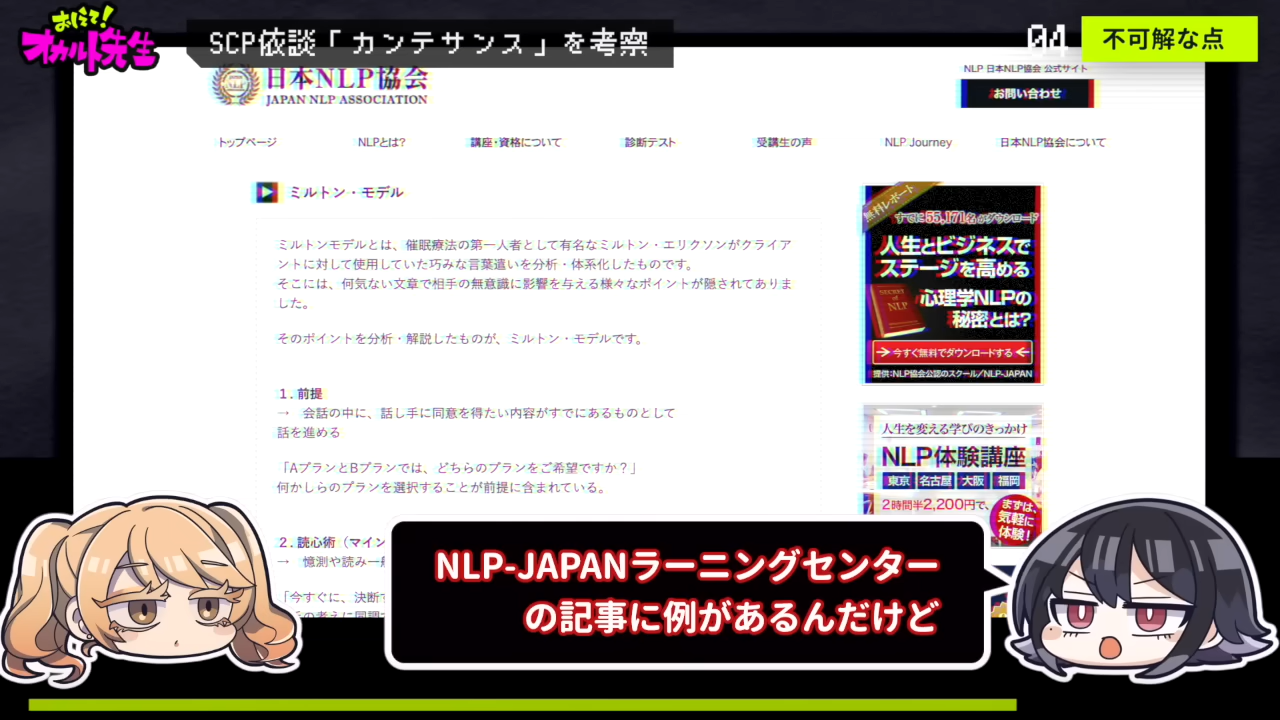 おしえて!
オカルト先生
SCP依談「カンテサンス」を考察
04
不可解な点
日本NLP協会
JAPAN NLP ASSOCIATION
NLP 日本NLP協会 公式サイト
お問い合わせ
トップページ
NLPとは?
講座・資格について
診断テスト
受講生の声
NLP Journey
日本NLP協会について
ミルトン・モデル
ミルトンモデルとは、催眠療法の第一人者として有名なミルトン・エリクソンがクライア
ントに対して使用していた巧みな言葉遣いを分析・体系化したものです。
そこには、何気ない文章で相手の無意識に影響を与える様々なポイントが隠されてありま
した。
そのポイントを分析・解説したものが、ミルトン・モデルです。
1. 前提
→ 会話の中に、話し手に同意を得たい内容がすでにあるものとして
話を進める
「AプランとBプランでは、どちらのプランをご希望ですか?」
何かしらのプランを選択することが前提に含まれている。
2. 読心術(マイン
→ 憶測や読み一
「今すぐに、決断
無料レポート
すでに55,171名がダウンロード
人生とビジネスで
ステージを高める
SECRET
of
NLP
心理学NLPの
秘密とは?
→ 今すぐ無料でダウンロードする ←
提供:NLP協会公認のスクール/NLP-JAPAN
人生を変える学びのきっかけ
NLP体験講座
東京 名古屋 大阪 福岡
2時間半2,200円で、
まずは、
気軽に
体験!
NLP-JAPANラーニングセンター
の記事に例があるんだけど